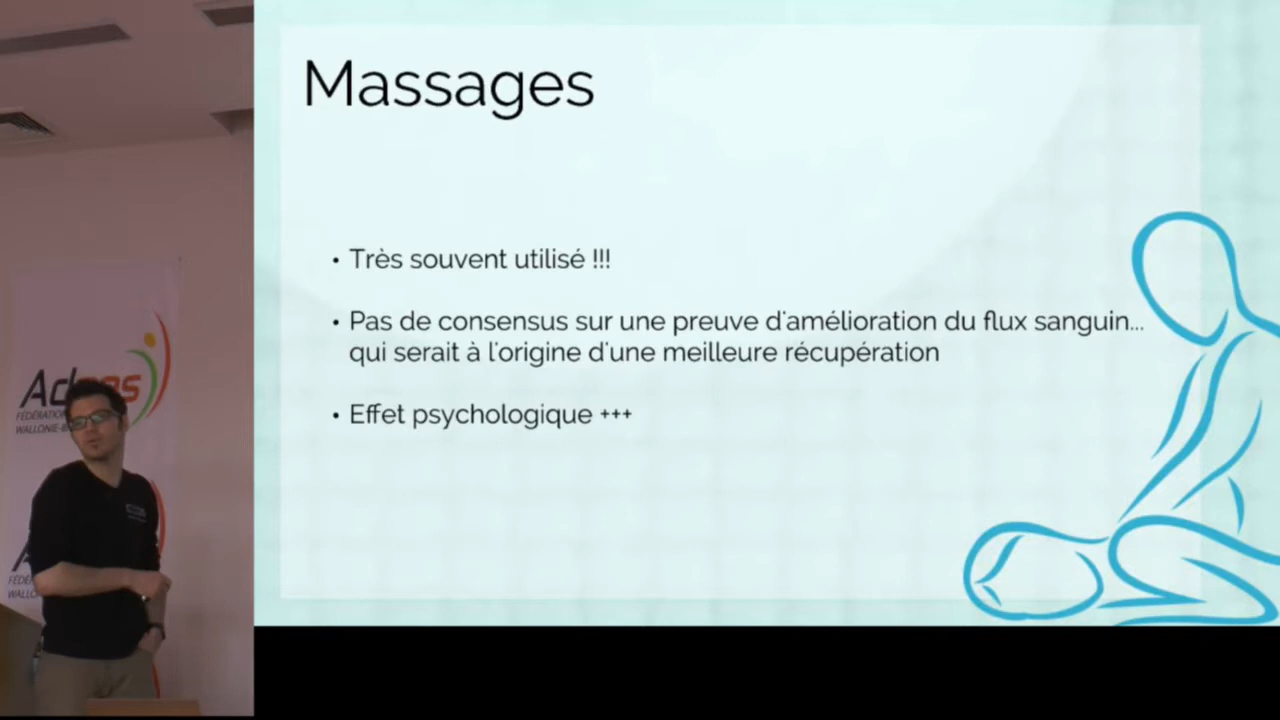 Massages
• Très souvent utilisé !!!
• Pas de consensus sur une preuve d'amélioration du flux sanguin...
qui serait à l'origine d'une meilleure récupération
• Effet psychologique +++
FÉDÉRATION